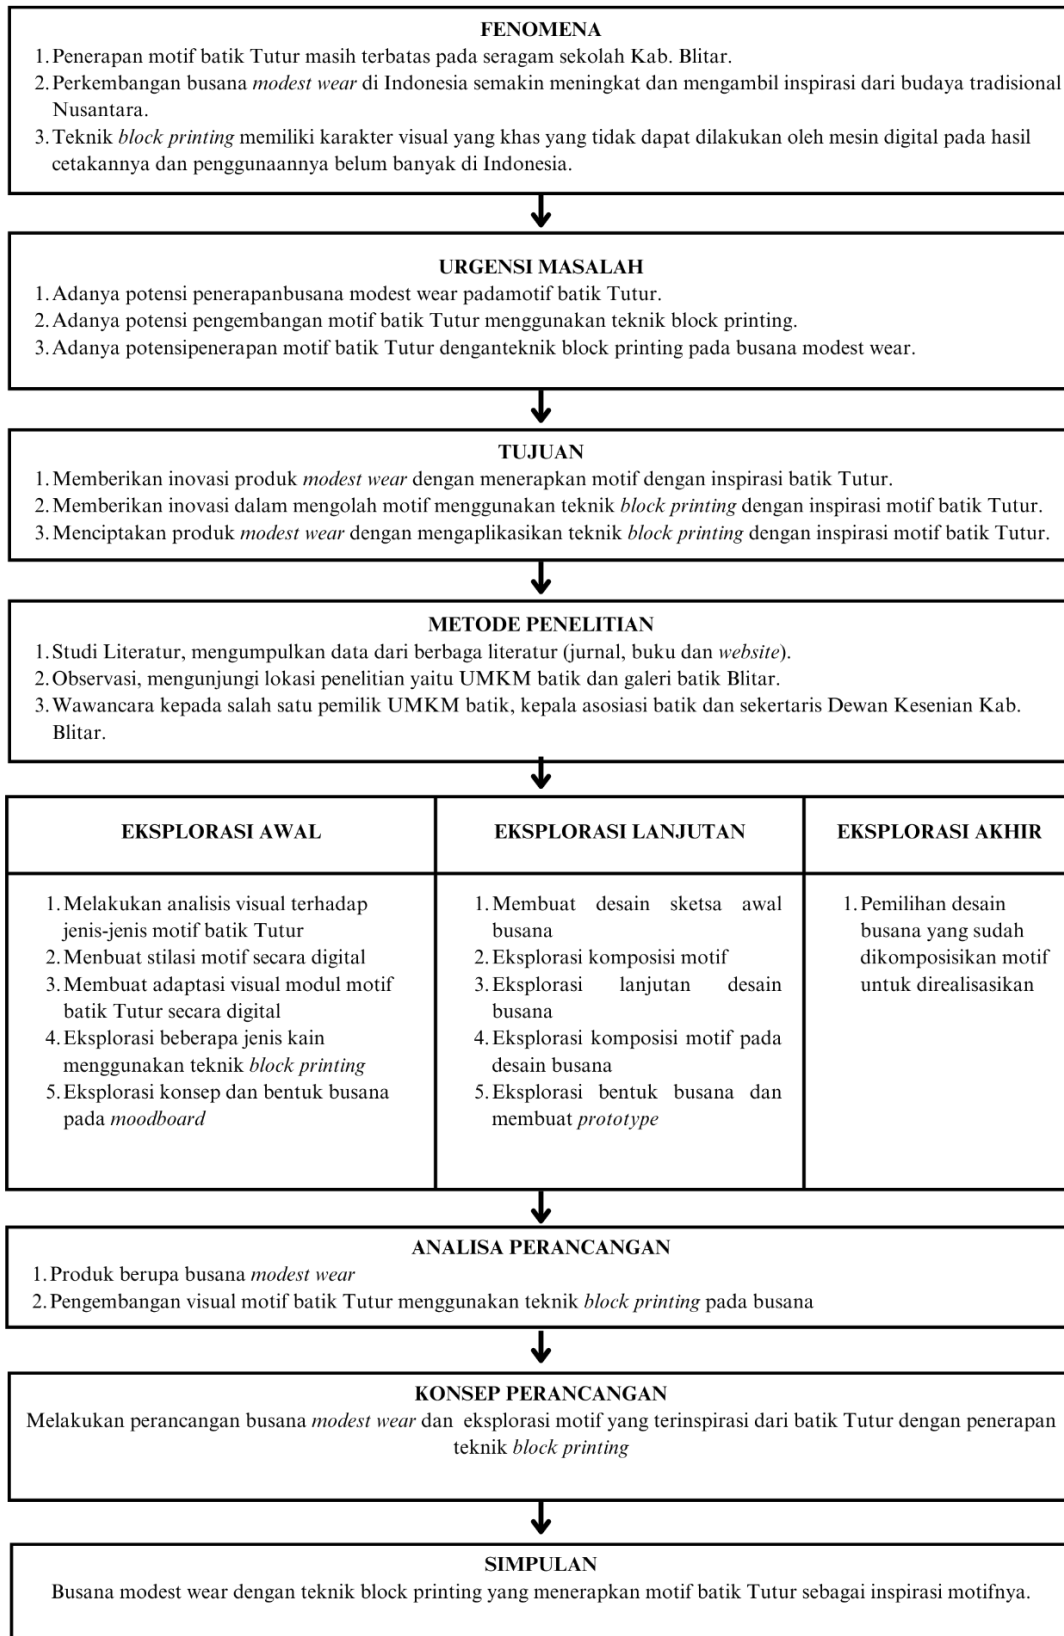 FENOMENA
1. Penerapan motif batik Tutur masih terbatas pada seragam sekolah Kab. Blitar.
2. Perkembangan busana modest wear di Indonesia semakin meningkat dan mengambil inspirasi dari budaya tradisional
Nusantara.
3. Teknik block printing memiliki karakter visual yang khas yang tidak dapat dilakukan oleh mesin digital pada hasil
cetakannya dan penggunaannya belum banyak di Indonesia.
URGENSI MASALAH
1. Adanya potensi penerapanbusana modest wear padamotif batik Tutur.
2. Adanya potensi pengembangan motif batik Tutur menggunakan teknik block printing.
3. Adanya potensipenerapan motif batik Tutur denganteknik block printing pada busana modest wear.
TUJUAN
1. Memberikan inovasi produk modest wear dengan menerapkan motif dengan inspirasi batik Tutur.
2. Memberikan inovasi dalam mengolah motif menggunakan teknik block printing dengan inspirasi motif batik Tutur.
3. Menciptakan produk modest wear dengan mengaplikasikan teknik block printing dengan inspirasi motif batik Tutur.
METODE PENELITIAN
1. Studi Literatur, mengumpulkan data dari berbaga literatur (jurnal, buku dan website).
2. Observasi, mengunjungi lokasi penelitian yaitu UMKM batik dan galeri batik Blitar.
3. Wawancara kepada salah satu pemilik UMKM batik, kepala asosiasi batik dan sekertaris Dewan Kesenian Kab.
Blitar.
EKSPLORASI AWAL
1. Melakukan analisis visual terhadap
jenis-jenis motif batik Tutur
2. Menbuat stilasi motif secara digital
3. Membuat adaptasi visual modul motif
batik Tutur secara digital
4. Eksplorasi beberapa jenis kain
menggunakan teknik block printing
5. Eksplorasi konsep dan bentuk busana
pada moodboard
EKSPLORASI LANJUTAN
1. Membuat desain sketsa awal
busana
2. Eksplorasi komposisi motif
3. Eksplorasi lanjutan desain
busana
4. Eksplorasi komposisi motif pada
desain busana
5. Eksplorasi bentuk busana dan
membuat prototype
EKSPLORASI AKHIR
1. Pemilihan desain
busana yang sudah
dikomposisikan motif
untuk direalisasikan
ANALISA PERANCANGAN
1. Produk berupa busana modest wear
2. Pengembangan visual motif batik Tutur menggunakan teknik block printing pada busana
KONSEP PERANCANGAN
Melakukan perancangan busana modest wear dan eksplorasi motif yang terinspirasi dari batik Tutur dengan penerapan
teknik block printing
SIMPULAN
Busana modest wear dengan teknik block printing yang menerapkan motif batik Tutur sebagai inspirasi motifnya.